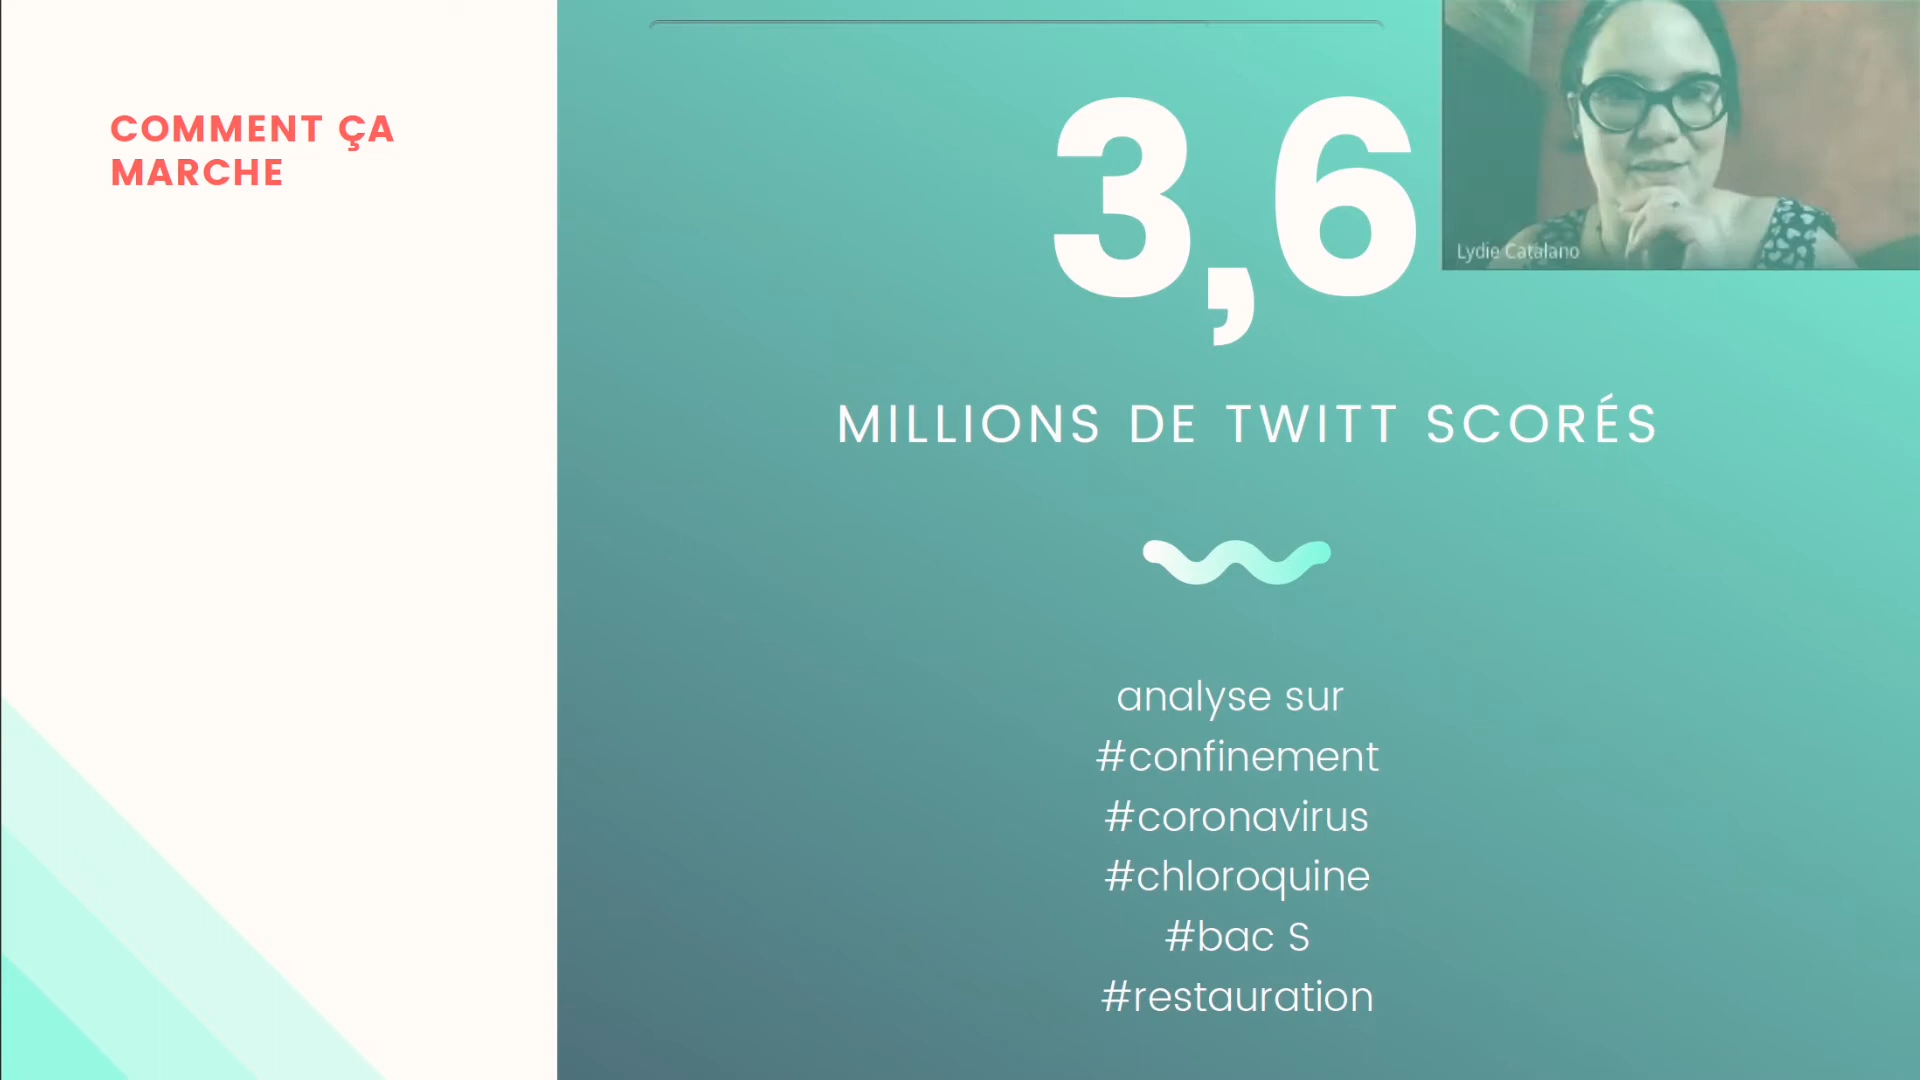 COMMENT ÇA
MARCHE
3,6
Lydie Catalano
MILLIONS DE TWITT SCORÉS
analyse sur
#confinement
#coronavirus
#chloroquine
#bac S
#restauration